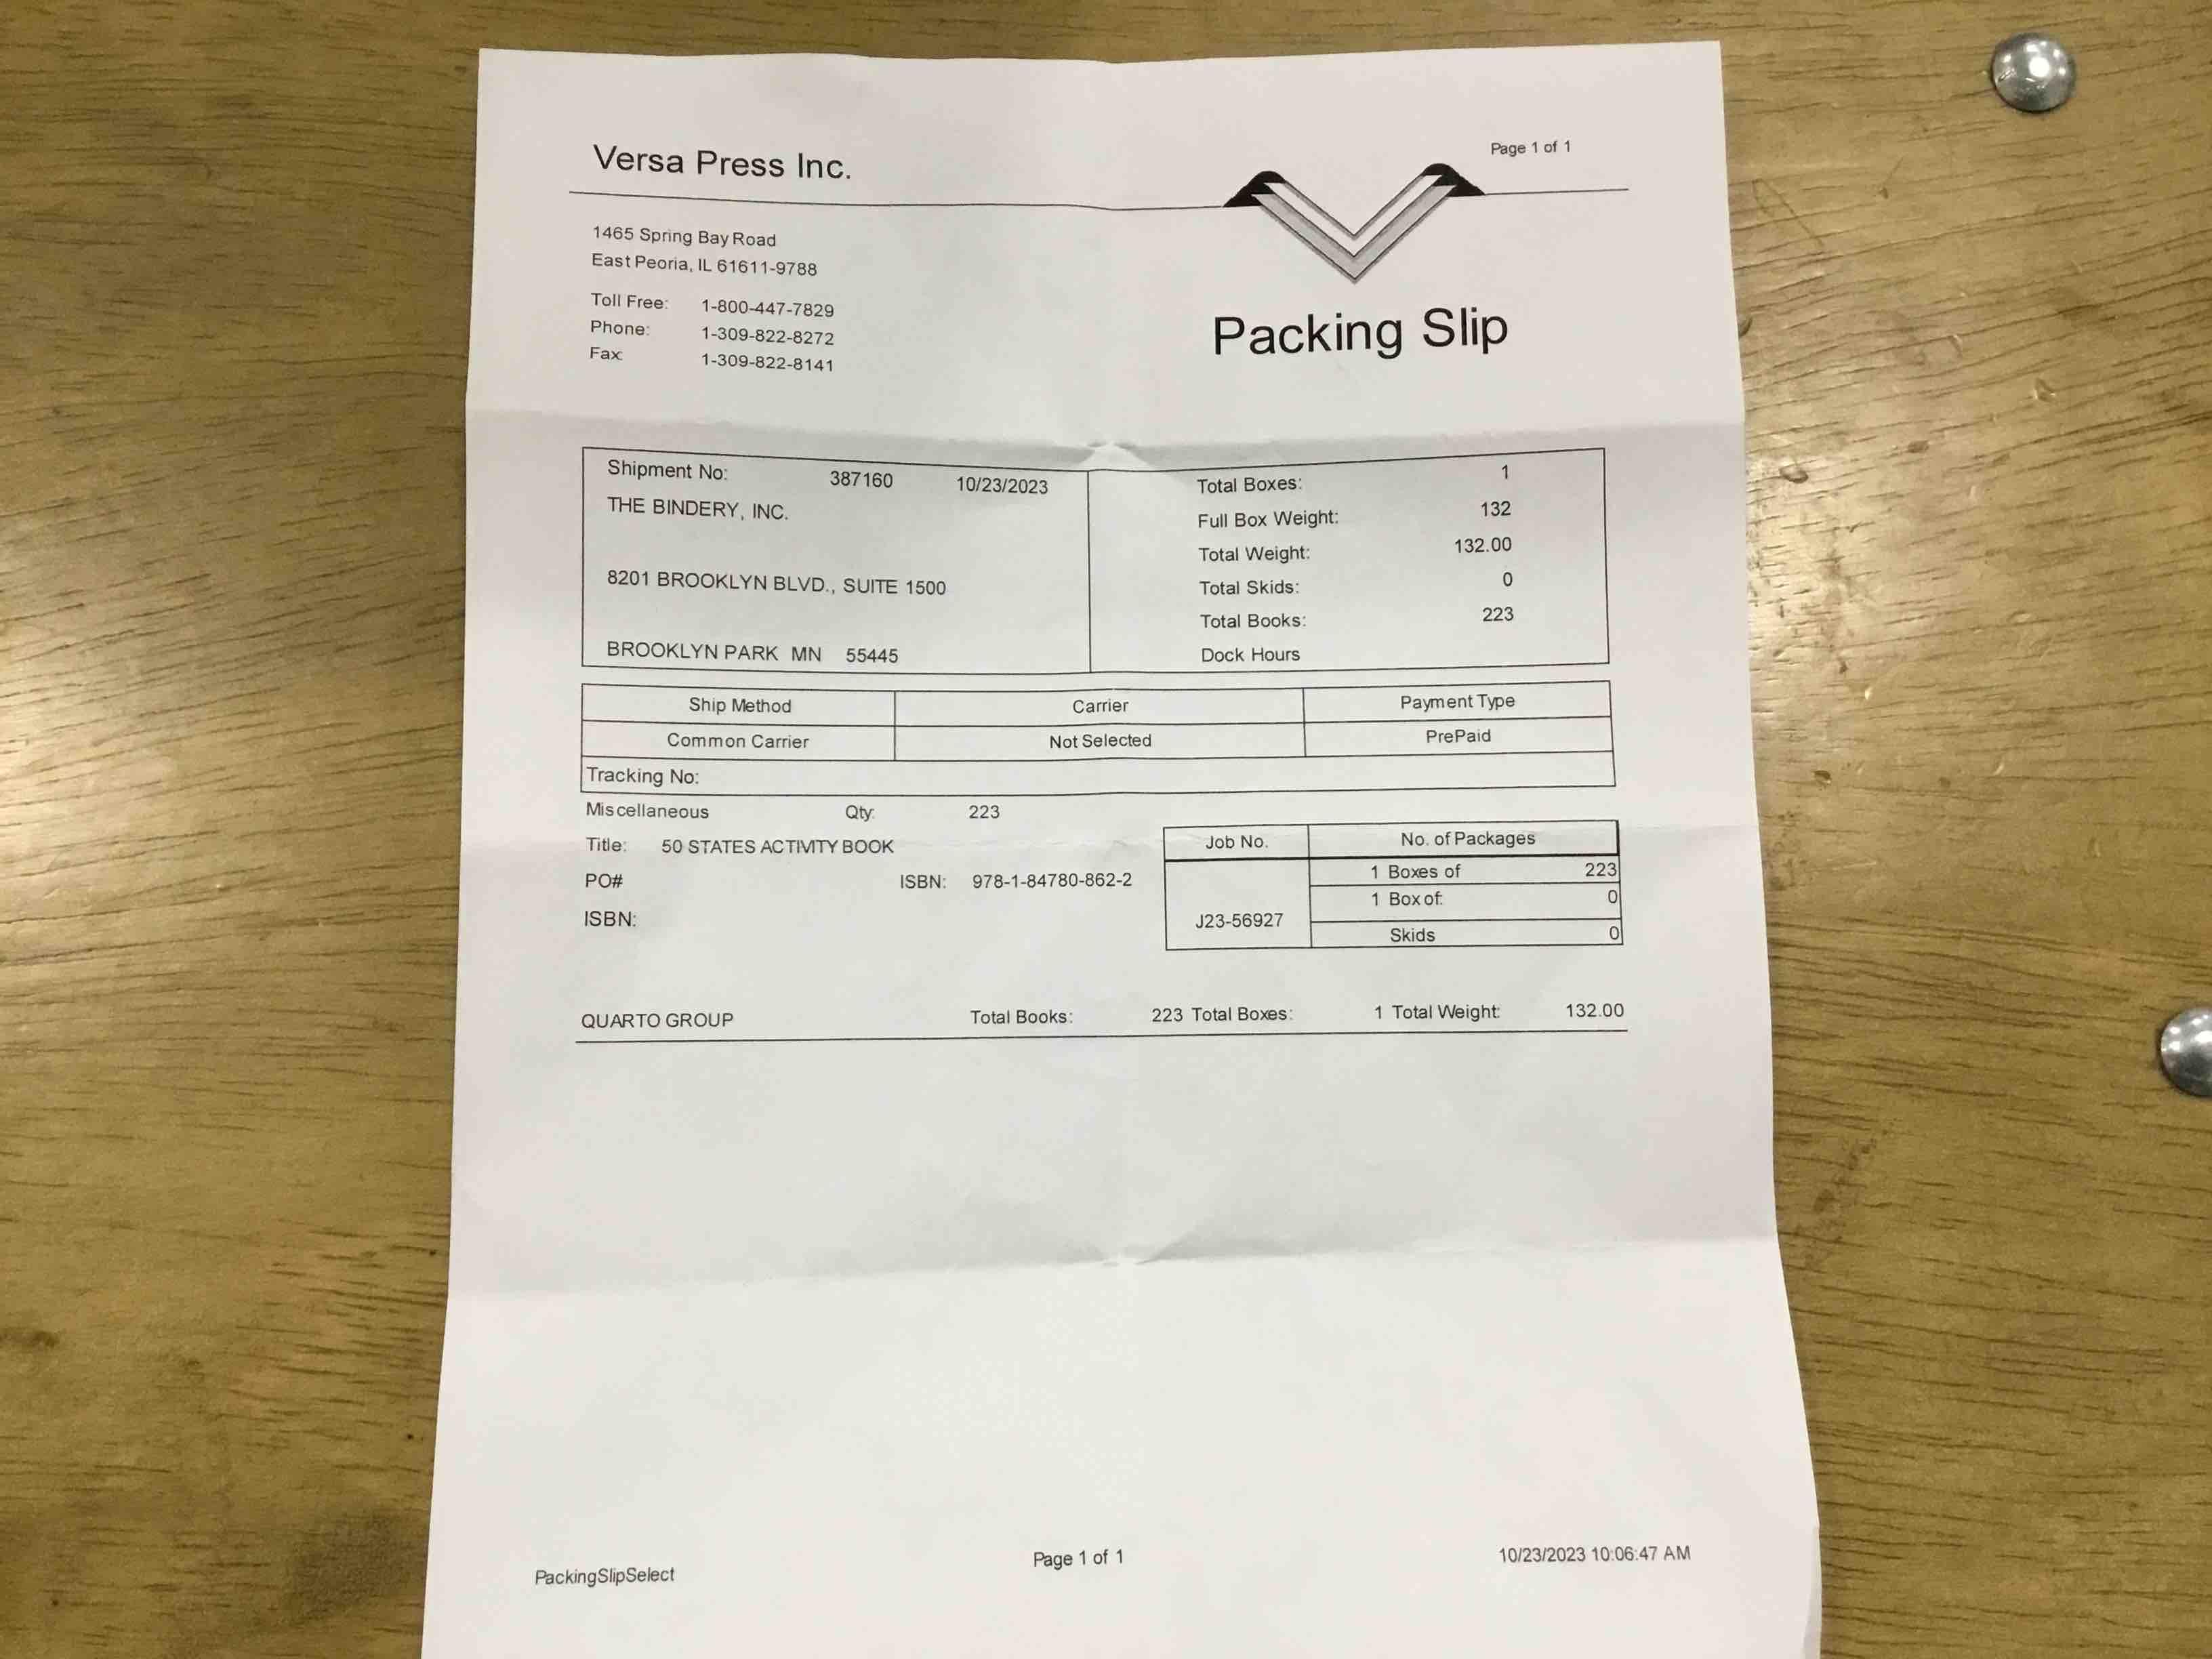 Page 1 of 1
Versa Press Inc.
1465 Spring Bay Road
East Peoria, IL 61611-9788
Toll Free: 1-800-447-7829
Phone: 1-309-822-8272
Fax: 1-309-822-8141
Packing Slip
Shipment No: 387160 10/23/2023
THE BINDERY, INC.
8201 BROOKLYN BLVD., SUITE 1500
BROOKLYN PARK MN 55445
Total Boxes: 1
Full Box Weight: 132
Total Weight: 132.00
Total Skids: 0
Total Books: 223
Dock Hours
Ship Method Carrier Payment Type
Common Carrier Not Selected PrePaid
Tracking No:
Miscellaneous Qty: 223
Title: 50 STATES ACTIVITY BOOK
PO# ISBN: 978-1-84780-862-2
ISBN:
Job No. No. of Packages
1 Boxes of 223
1 Box of: 0
J23-56927
Skids 0
QUARTO GROUP Total Books: 223 Total Boxes: 1 Total Weight: 132.00
PackingSlipSelect Page 1 of 1 10/23/2023 10:06:47 AM